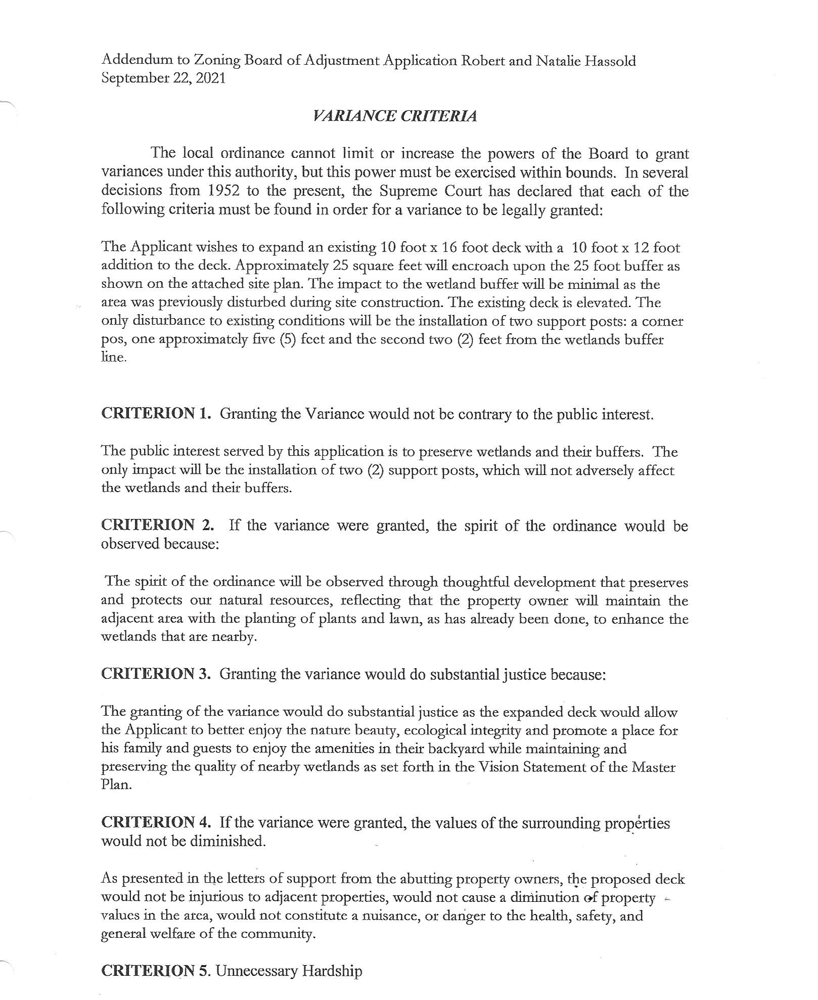 Addendum to Zoning Board of Adjustment Application Robert and Natalie Hassold
September 22, 2021
VARIANCE CRITERIA
The local ordinance cannot limit or increase the powers of the Board to grant
variances under this authority, but this power must be exercised within bounds. In several
decisions from 1952 to the present, the Supreme Court has declared that each of the
following criteria must be found in order for a variance to be legally granted:
The Applicant wishes to expand an existing 10 foot x 16 foot deck with a 10 foot x 12 foot
addition to the deck. Approximately 25 square feet will encroach upon the 25 foot buffer as
shown on the attached site plan. The impact to the wetland buffer will be minimal as the
area was previously disturbed during site construction. The existing deck is elevated. The
only disturbance to existing conditions will be the installation of two support posts: a corner
pos, one approximately five (5) feet and the second two (2) feet from the wetlands buffer
line.
CRITERION 1. Granting the Variance would not be contrary to the public interest.
The public interest served by this application is to preserve wetlands and their buffers. The
only impact will be the installation of two (2) support posts, which will not adversely affect
the wetlands and their buffers.
CRITERION 2. If the variance were granted, the spirit of the ordinance would be
observed because:
The spirit of the ordinance will be observed through thoughtful development that preserves
and protects our natural resources, reflecting that the property owner will maintain the
adjacent area with the planting of plants and lawn, as has already been done, to enhance the
wetlands that are nearby.
CRITERION 3. Granting the variance would do substantial justice because:
The granting of the variance would do substantial justice as the expanded deck would allow
the Applicant to better enjoy the nature beauty, ecological integrity and promote a place for
his family and guests to enjoy the amenities in their backyard while maintaining and
preserving the quality of nearby wetlands as set forth in the Vision Statement of the Master
Plan.
CRITERION 4. If the variance were granted, the values of the surrounding properties
would not be diminished.
As presented in the letters of support from the abutting property owners, the proposed deck
would not be injurious to adjacent properties, would not cause a diminution of property
values in the area, would not constitute a nuisance, or danger to the health, safety, and
general welfare of the community.
CRITERION 5. Unnecessary Hardship